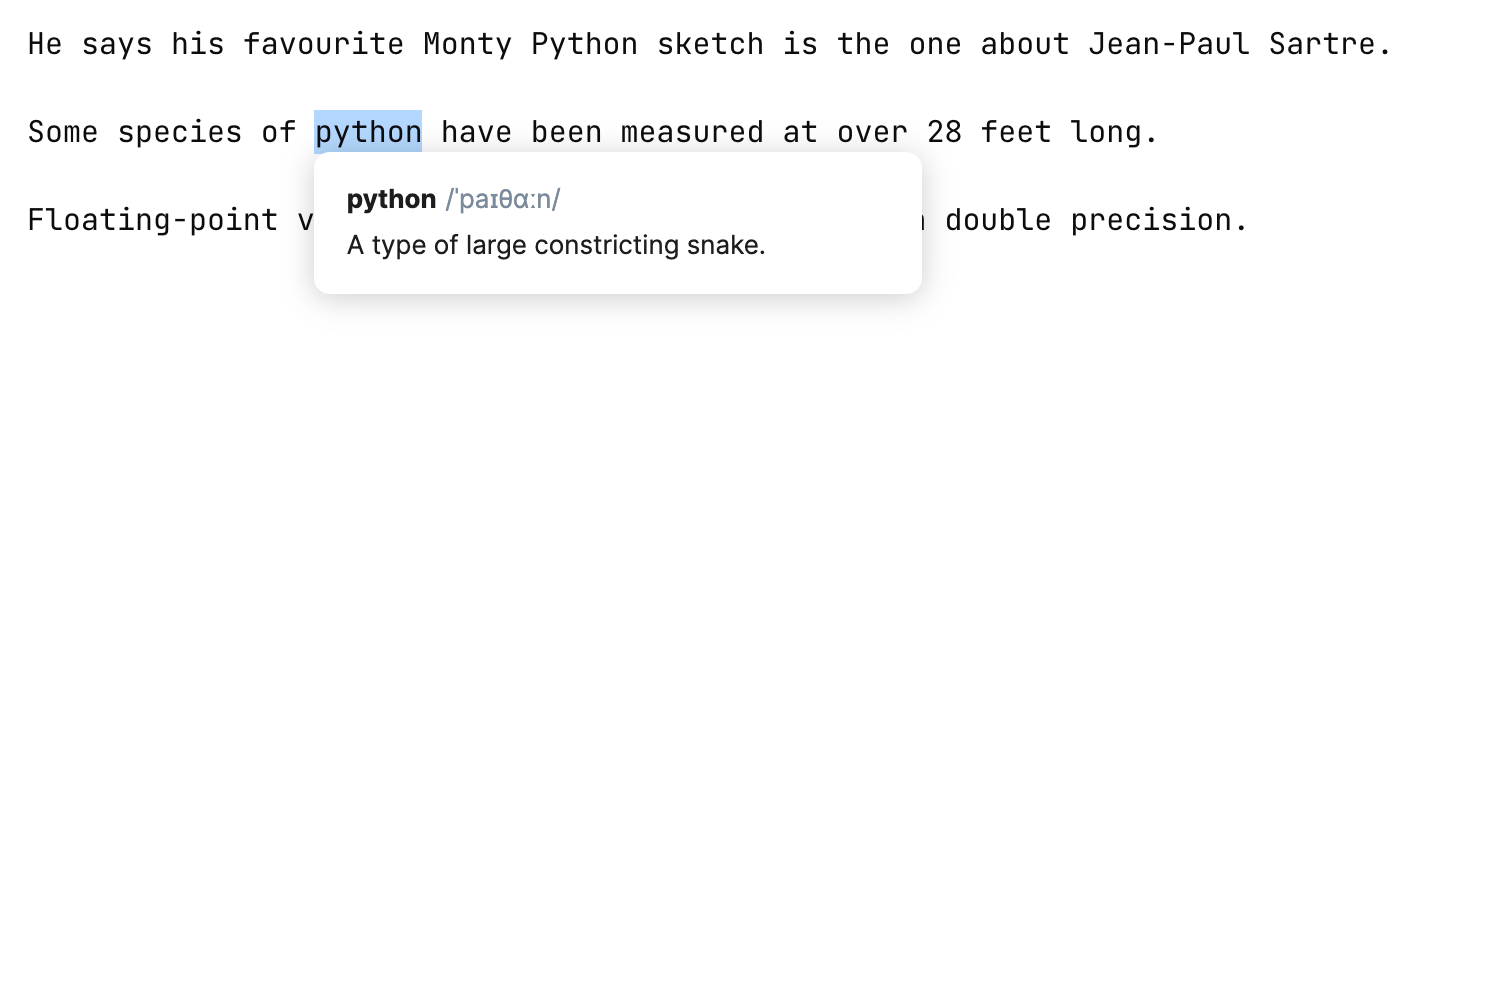 He says his favourite Monty Python sketch is the one about Jean-Paul Sartre.
Some species of python have been measured at over 28 feet long.
python /ˈpaɪθɑːn/
A type of large constricting snake.
Floating-point double precision.